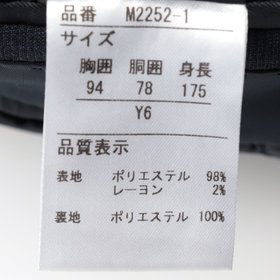 品番 M2252-1
サイズ
胸囲 胴囲 身長
94 78 175
Y6
品質表示
表地 ポリエステル 98%
レーヨン 2%
裏地 ポリエステル 100%